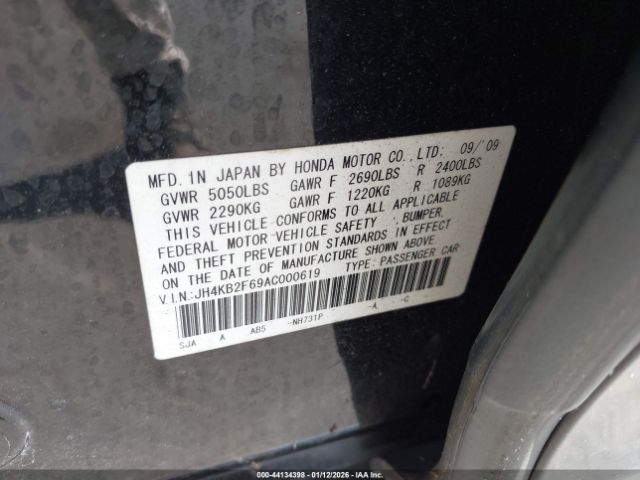 MFD. IN JAPAN BY HONDA MOTOR CO., LTD. 09/'09
GVWR 5050LBS GAWR F 2690LBS R 2400LBS
GVWR 2290KG GAWR F 1220KG R 1089KG
THIS VEHICLE CONFORMS TO ALL APPLICABLE
FEDERAL MOTOR VEHICLE SAFETY , BUMPER,
AND THEFT PREVENTION STANDARDS IN EFFECT
ON THE DATE OF MANUFACTURE SHOWN ABOVE.
V.I.N.:JH4KB2F69AC000619 TYPE: PASSENGER CAR
SJA A AB5 -NH731P -A -C
000-44134398 - 01/12/2026 - IAA Inc.